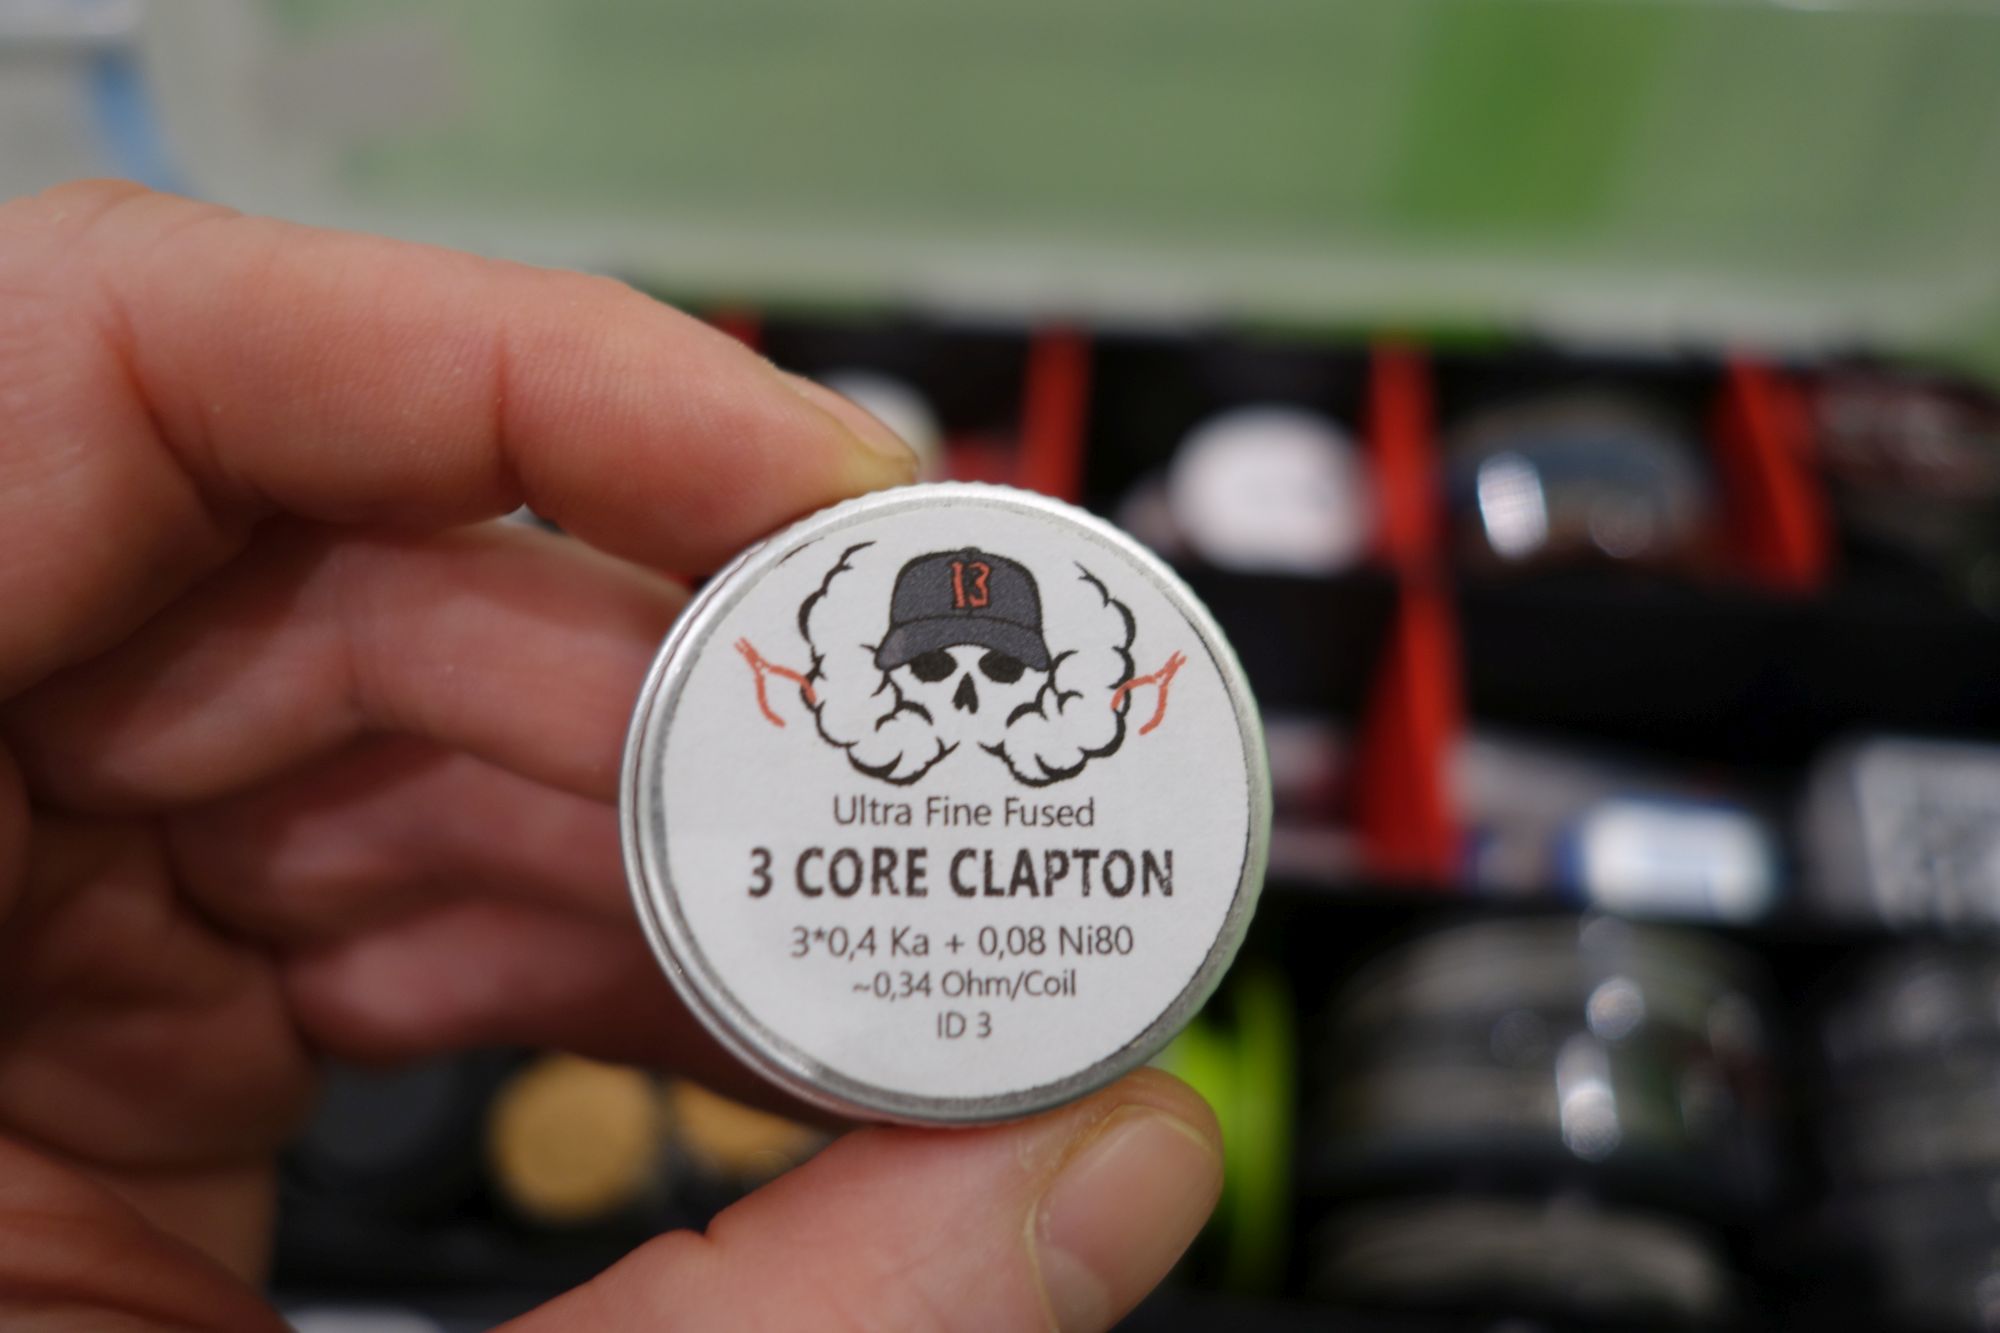 13
Ultra Fine Fused
3 CORE CLAPTON
3*0,4 Ka + 0,08 Ni80
~0,34 Ohm/Coil
ID 3